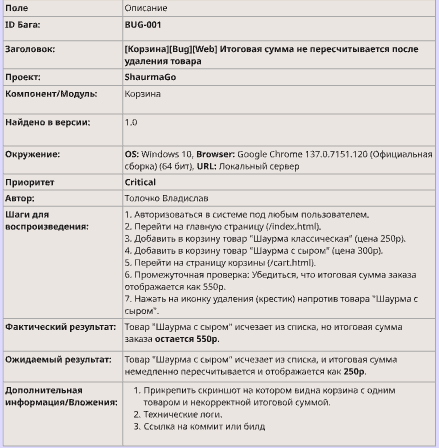 Поле Описание
ID Бага: BUG-001
Заголовок: [Корзина][Bug][Web] Итоговая сумма не пересчитывается после
удаления товара
Проект: ShaurmaGo
Компонент/Модуль: Корзина
Найдено в версии: 1.0
Окружение: OS: Windows 10, Browser: Google Chrome 137.0.7151.120 (Официальная
сборка) (64 бит), URL: Локальный сервер
Приоритет Critical
Автор: Толочко Владислав
Шаги для 1. Авторизоваться в системе под любым пользователем.
воспроизведения: 2. Перейти на главную страницу (/index.html).
3. Добавить в корзину товар "Шаурма классическая" (цена 250р).
4. Добавить в корзину товар "Шаурма с сыром" (цена 300р).
5. Перейти на страницу корзины (/cart.html).
6. Промежуточная проверка: Убедиться, что итоговая сумма заказа
отображается как 550р.
7. Нажать на иконку удаления (крестик) напротив товара "Шаурма с
сыром".
Фактический результат: Товар "Шаурма с сыром" исчезает из списка, но итоговая сумма
заказа остается 550р.
Ожидаемый результат: Товар "Шаурма с сыром" исчезает из списка, и итоговая сумма
немедленно пересчитывается и отображается как 250р.
Дополнительная 1. Прикрепить скриншот на котором видна корзина с одним
информация/Вложения: товаром и некорректной итоговой суммой.
2. Технические логи.
3. Ссылка на коммит или билд